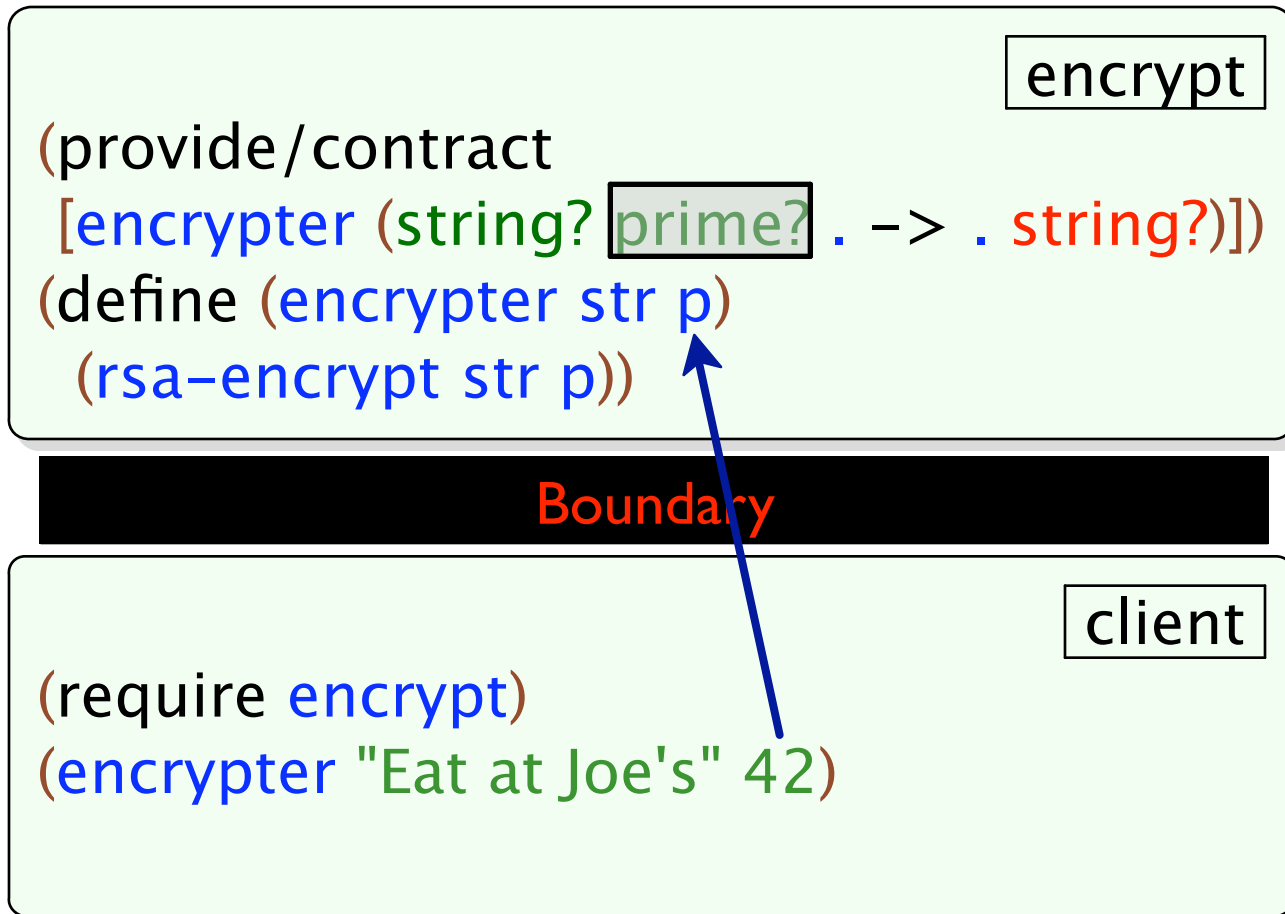 encrypt
(provide/contract
[encrypter (string? prime? . -> . string?)])
(define (encrypter str p)
(rsa-encrypt str p))
Boundary
client
(require encrypt)
(encrypter "Eat at Joe's" 42)